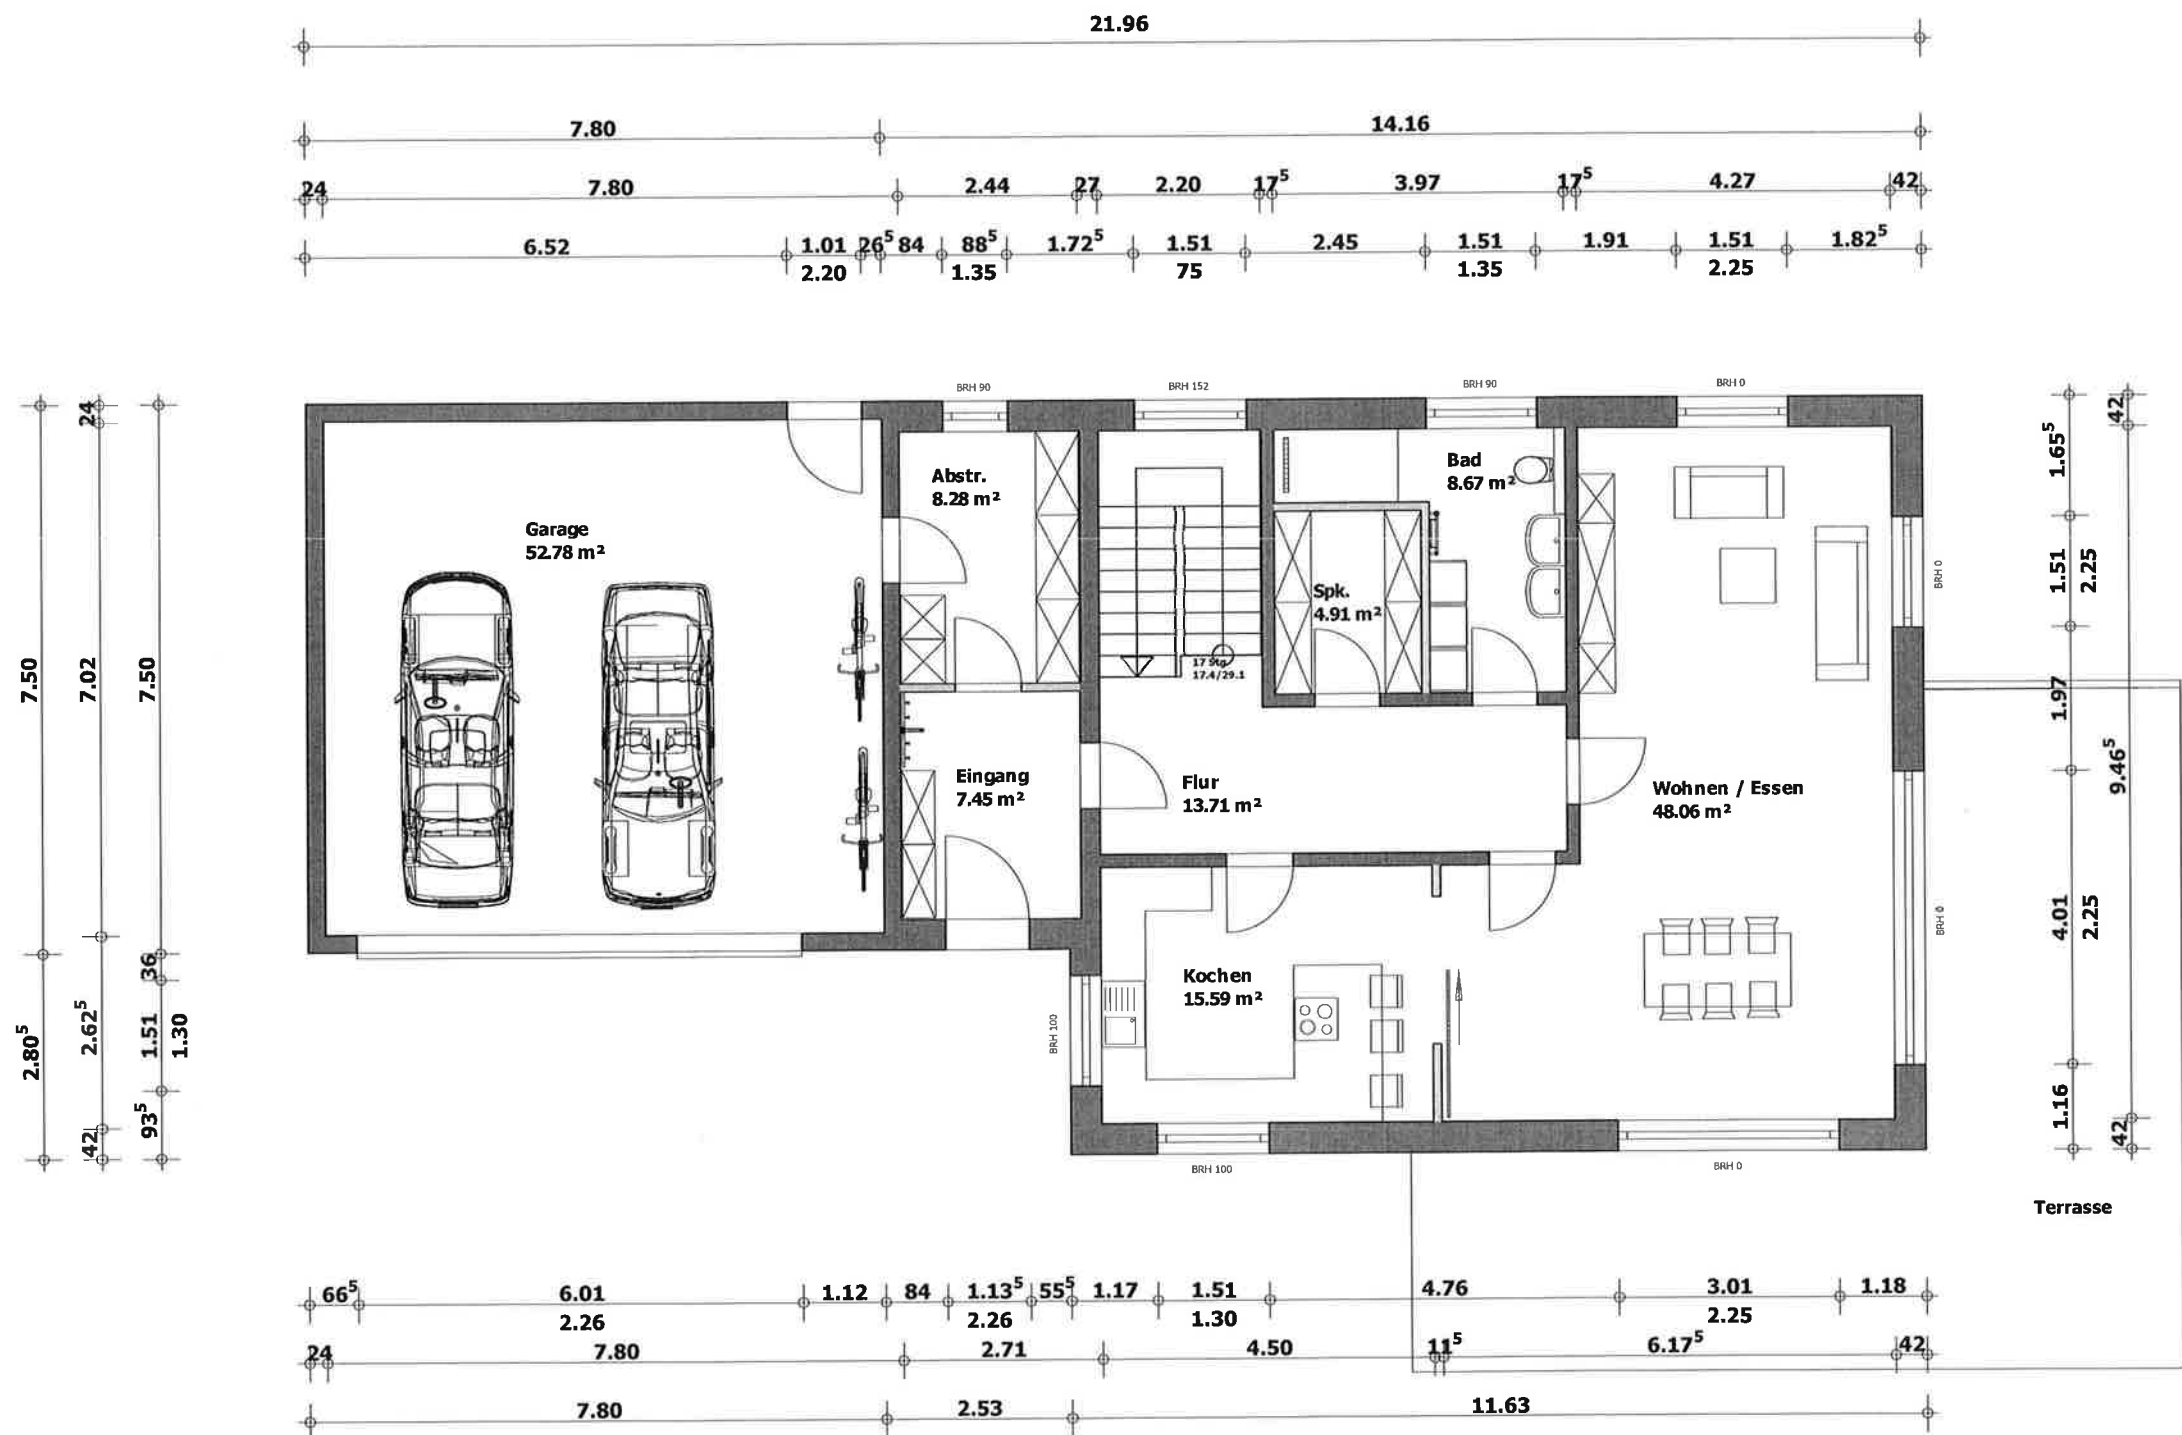 21.96
7.80 14.16
24 7.80 2.44 27 2.20 17⁵ 3.97 17⁵ 4.27 42
6.52 1.01 26⁵ 84 88⁵ 1.72⁵ 1.51 2.45 1.51 1.91 1.51 1.82⁵
2.20 1.35 75 1.35 2.25
BRH 90 BRH 152 BRH 90 BRH 0
7.50
2.80⁵
24
7.02
2.62⁵
42
7.50
36
1.51
1.30
93⁵
Garage
52.78 m²
Abstr.
8.28 m²
Bad
8.67 m²
Spk.
4.91 m²
17 Stg
17.4/29.1
Eingang
7.45 m²
Flur
13.71 m²
Wohnen / Essen
48.06 m²
Kochen
15.59 m²
BRH 100
BRH 100
BRH 0
BRH 0
BRH 0
1.65⁵
1.51
2.25
1.97
4.01
2.25
1.16
42
9.46⁵
42
Terrasse
66⁵ 6.01 1.12 84 1.13⁵ 55⁵ 1.17 1.51 4.76 3.01 1.18
2.26 2.26 1.30 2.25
24 7.80 2.71 4.50 11⁵ 6.17⁵ 42
7.80 2.53 11.63